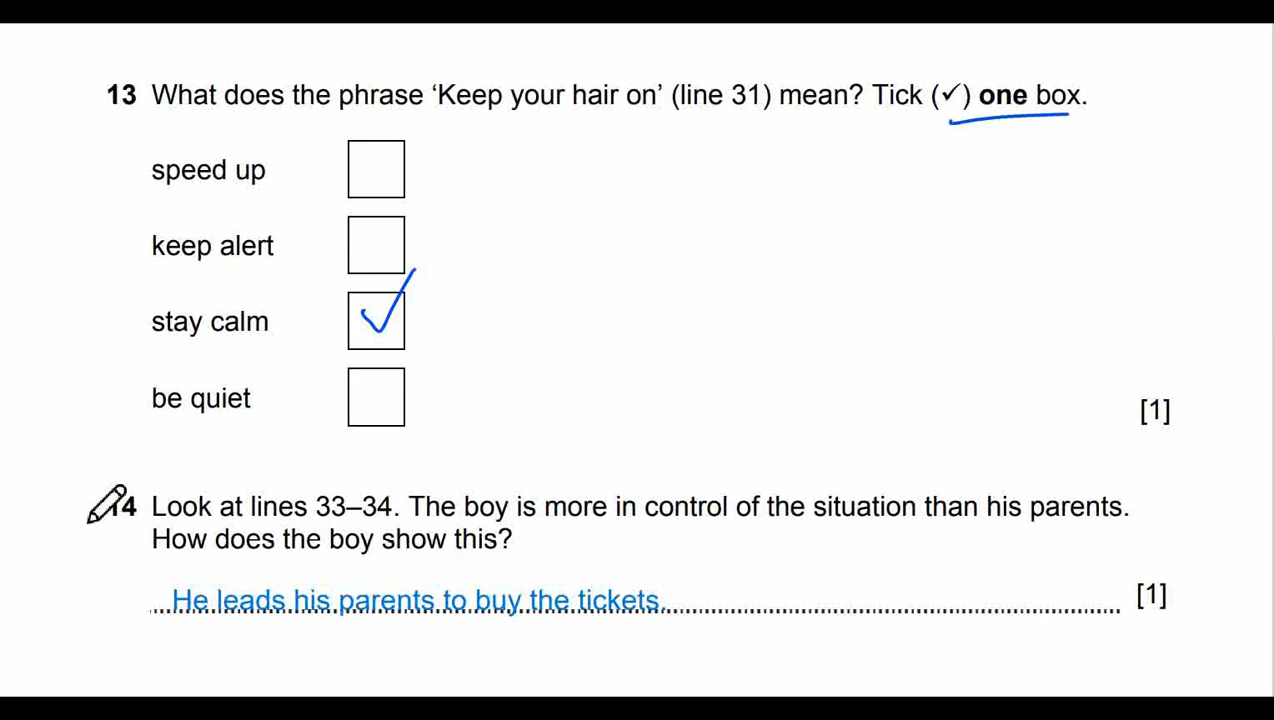 13 What does the phrase ‘Keep your hair on’ (line 31) mean? Tick (✓) one box.
speed up
keep alert
stay calm ✓
be quiet
[1]
14 Look at lines 33–34. The boy is more in control of the situation than his parents.
How does the boy show this?
He leads his parents to buy the tickets. [1]